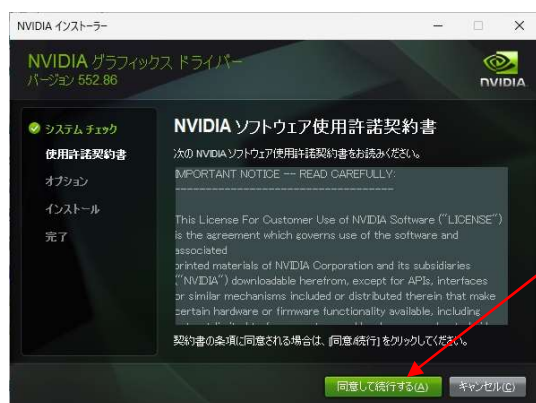 NVIDIA インストーラー
NVIDIA グラフィックス ドライバー
バージョン 552.86
NVIDIA
システム チェック
使用許諾契約書
オプション
インストール
完了
NVIDIA ソフトウェア使用許諾契約書
次の NVIDIA ソフトウェア使用許諾契約書をお読みください。
IMPORTANT NOTICE -- READ CAREFULLY:
--------------------------------------------
This License For Customer Use of NVIDIA Software ("LICENSE")
is the agreement which governs use of the software and
associated
printed materials of NVIDIA Corporation and its subsidiaries
("NVIDIA") downloadable herefrom, except for APIs, interfaces
or similar mechanisms included or distributed therein that make
certain hardware or firmware functionality available, including
契約書の条項に同意される場合は、[同意/続行] をクリックしてください。
同意して続行する(A)
キャンセル(C)